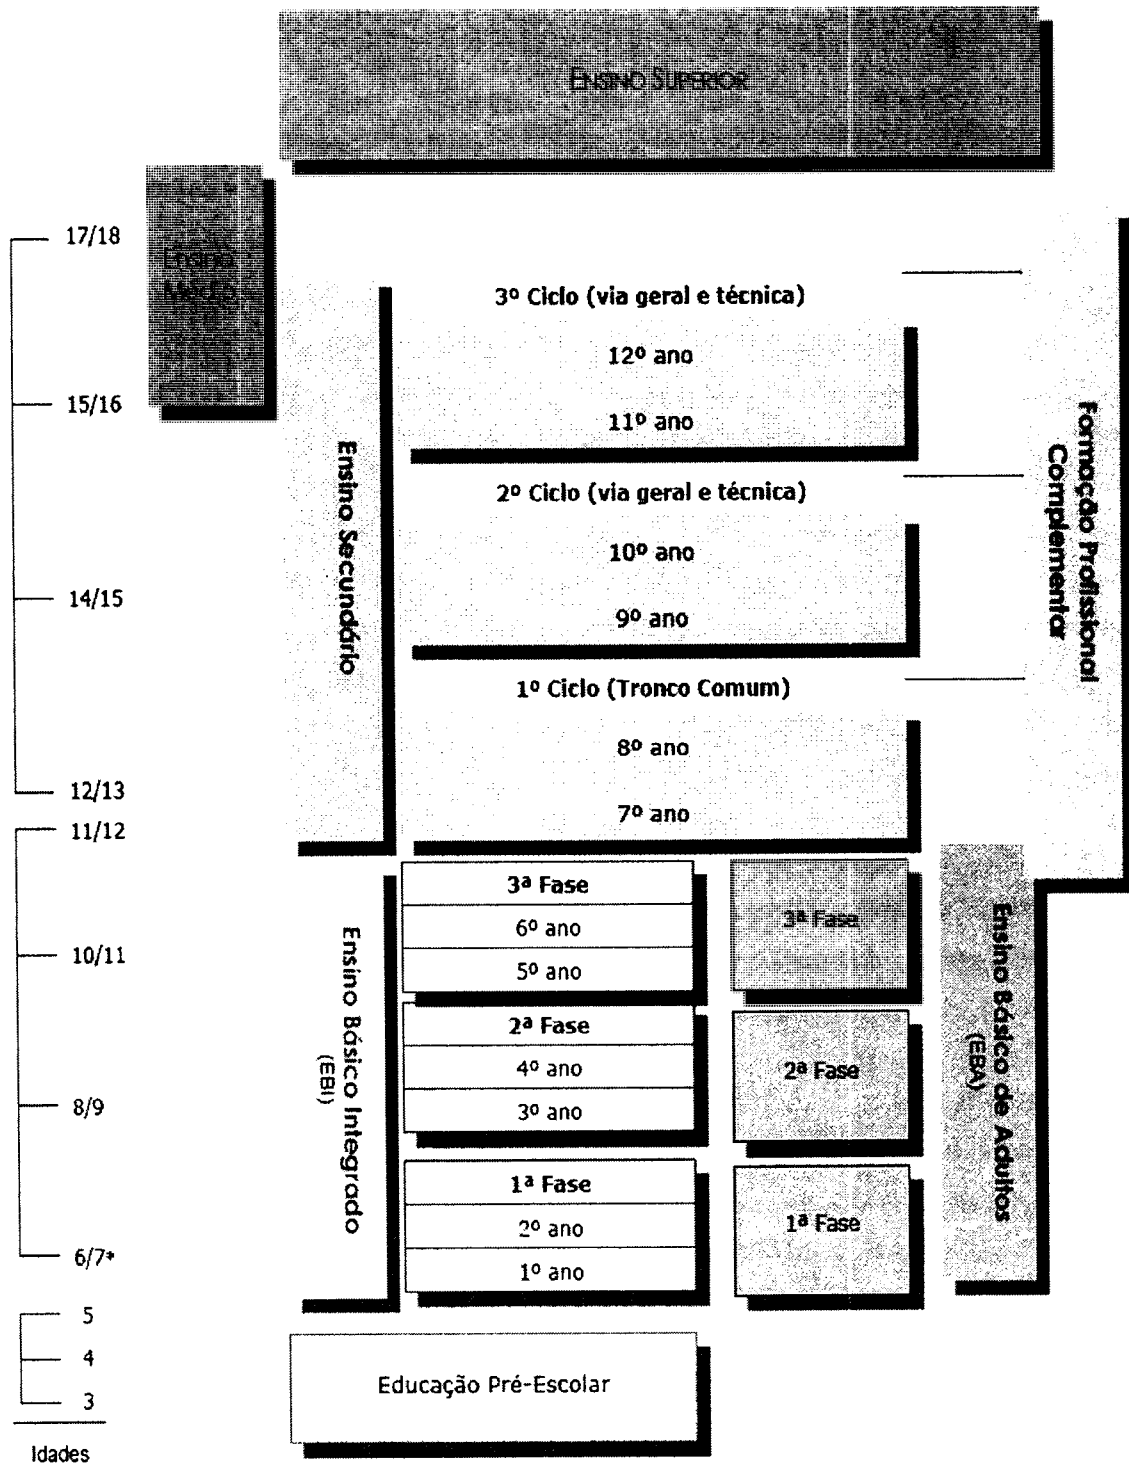 ENSINO SUPERIOR
Ensino
Médio
17/18
15/16
14/15
12/13
11/12
10/11
8/9
6/7*
5
4
3
Idades
Ensino Secundário
3º Ciclo (via geral e técnica)
12º ano
11º ano
2º Ciclo (via geral e técnica)
10º ano
9º ano
1º Ciclo (Tronco Comum)
8º ano
7º ano
Formação Profissional
Complementar
Ensino Básico Integrado
(EBI)
3ª Fase
6º ano
5º ano
2ª Fase
4º ano
3º ano
1ª Fase
2º ano
1º ano
3ª Fase
2ª Fase
1ª Fase
Ensino Básico de Adultos
(EBA)
Educação Pré-Escolar